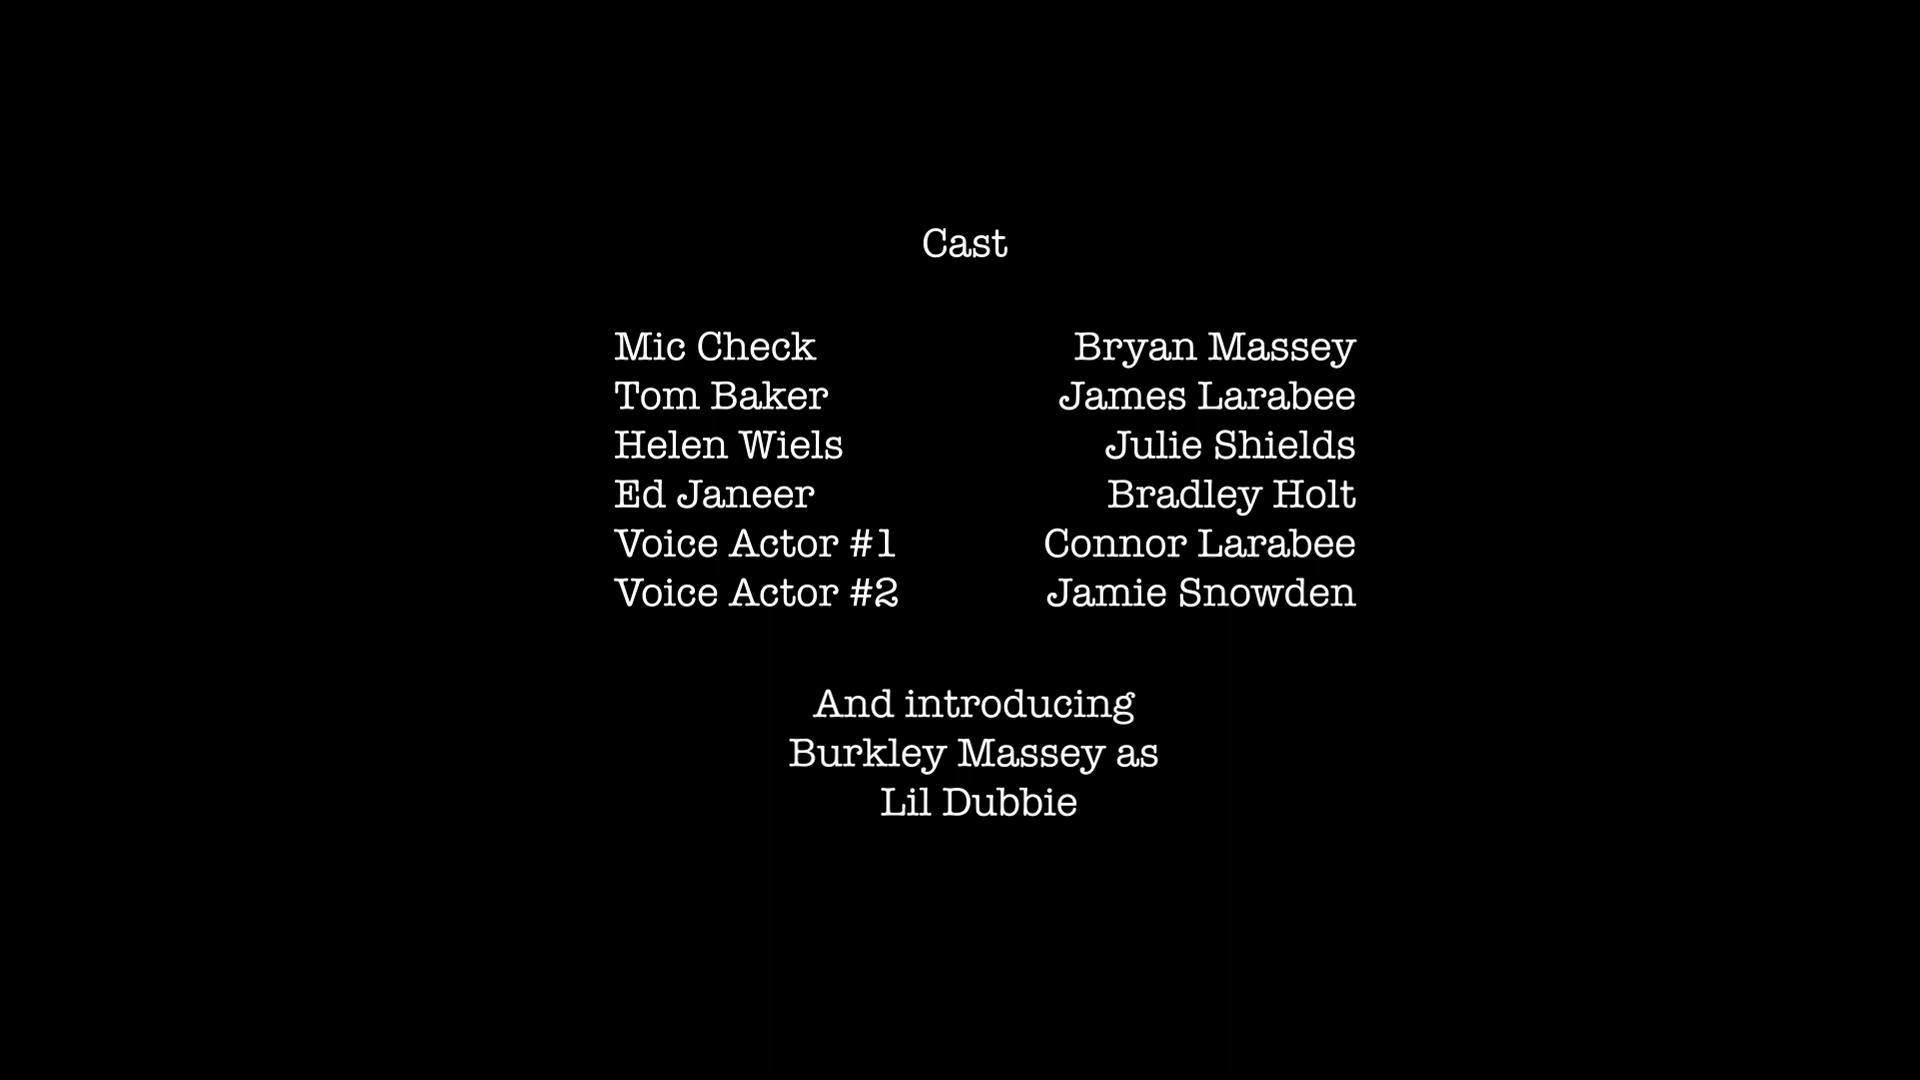 Cast
Mic Check Bryan Massey
Tom Baker James Larabee
Helen Wiels Julie Shields
Ed Janeer Bradley Holt
Voice Actor #1 Connor Larabee
Voice Actor #2 Jamie Snowden
And introducing
Burkley Massey as
Lil Dubbie